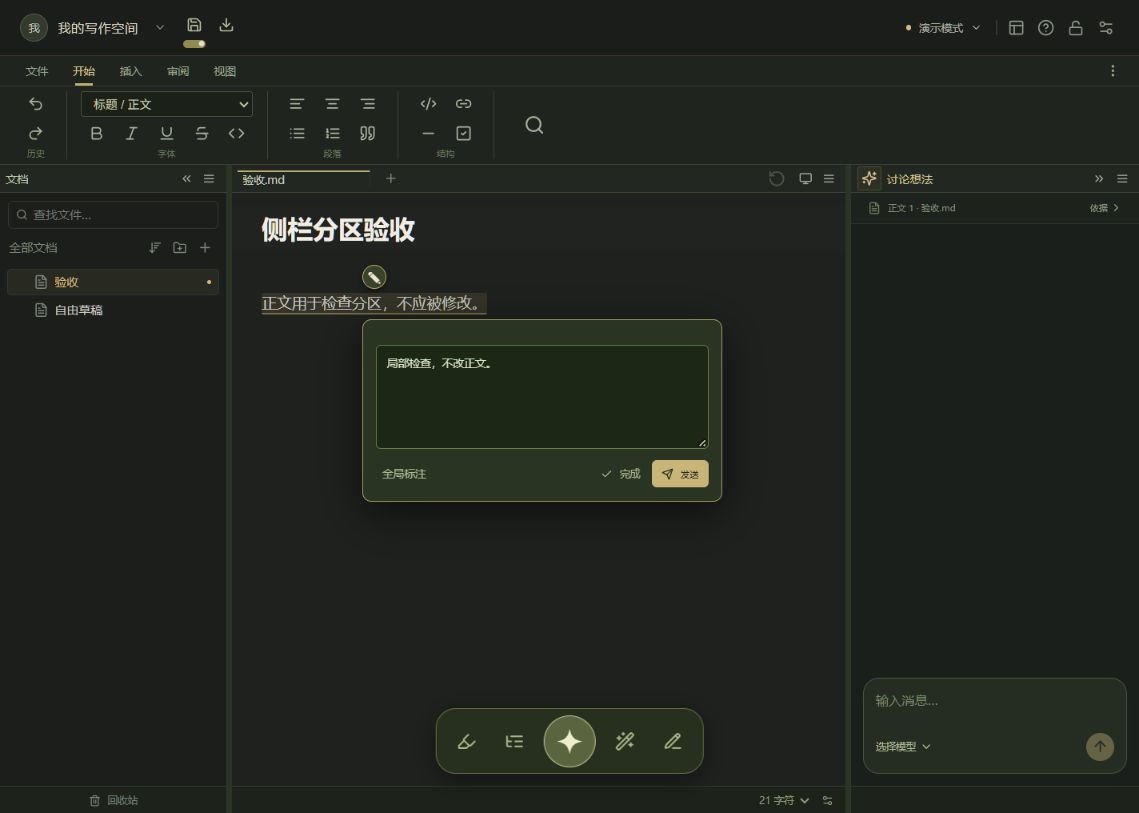 我 我的写作空间
演示模式
文件 开始 插入 审阅 视图
标题 / 正文
历史 字体 段落 结构
文档
验收.md
讨论想法
查找文件...
正文 1 · 验收.md 依据
全部文档
侧栏分区验收
验收
自由草稿
正文用于检查分区，不应被修改。
局部检查，不改正文。
全局标注 完成 发送
输入消息...
选择模型
回收站
21 字符